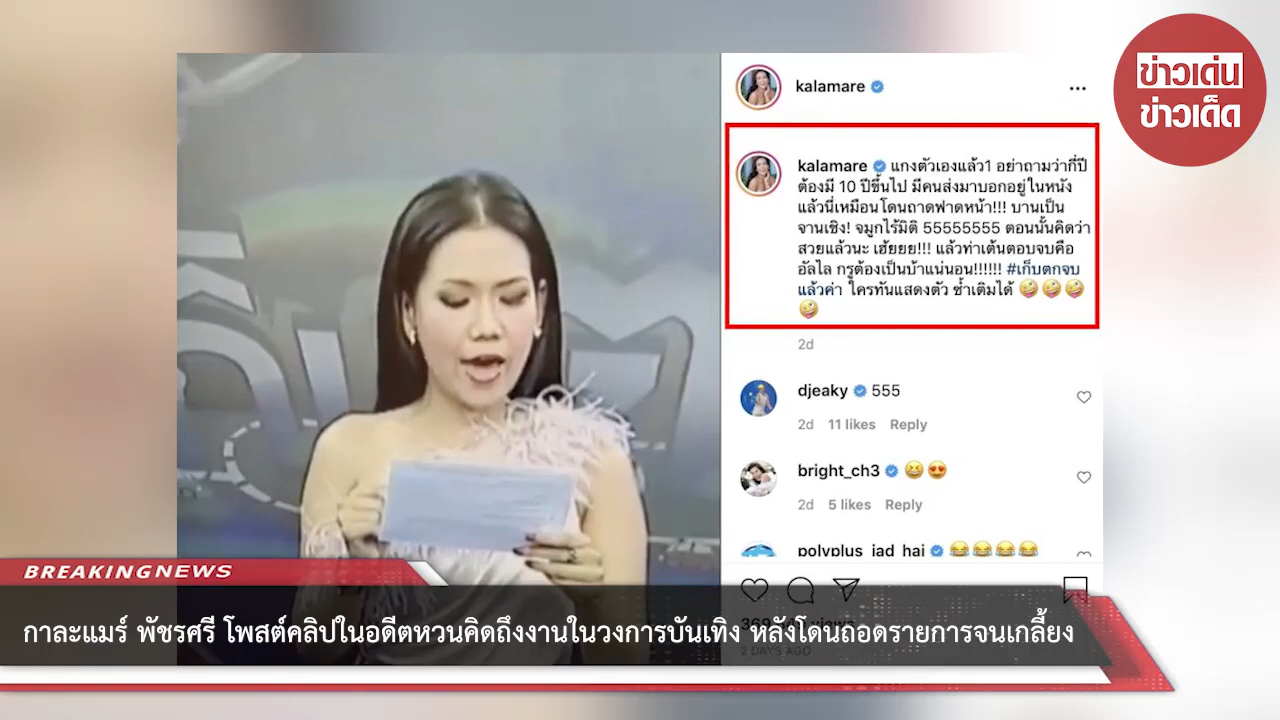 ข่าวเด่น
ข่าวเด็ด
kalamare
kalamare แกงตัวเองแล้ว1 อย่าถามว่ากี่ปี
ต้องมี 10 ปีขึ้นไป มีคนส่งมาบอกอยู่ในหนัง
แล้วนี่เหมือนโดนถาดฟาดหน้า!!! บานเป็น
จานเชิง! จมูกไร้มิติ 55555555 ตอนนั้นคิดว่า
สวยแล้วนะ เฮ้ยยย!!! แล้วท่าเต้นตอบจบคือ
อัลไล กรูต้องเป็นบ้าแน่นอน!!!!!! #เก็บตกจบ
แล้วค่า ใครทันแสดงตัว ซ้ำเติมได้ 🤪🤪🤪
🤪
2d
djeaky 555
2d 11 likes Reply
bright_ch3 😆😍
2d 5 likes Reply
polyplus_jad_hai 😂😂😂😂
BREAKINGNEWS
กาละแมร์ พัชรศรี โพสต์คลิปในอดีตหวนคิดถึงงานในวงการบันเทิง หลังโดนถอดรายการจนเกลี้ยง
2 DAYS AGO